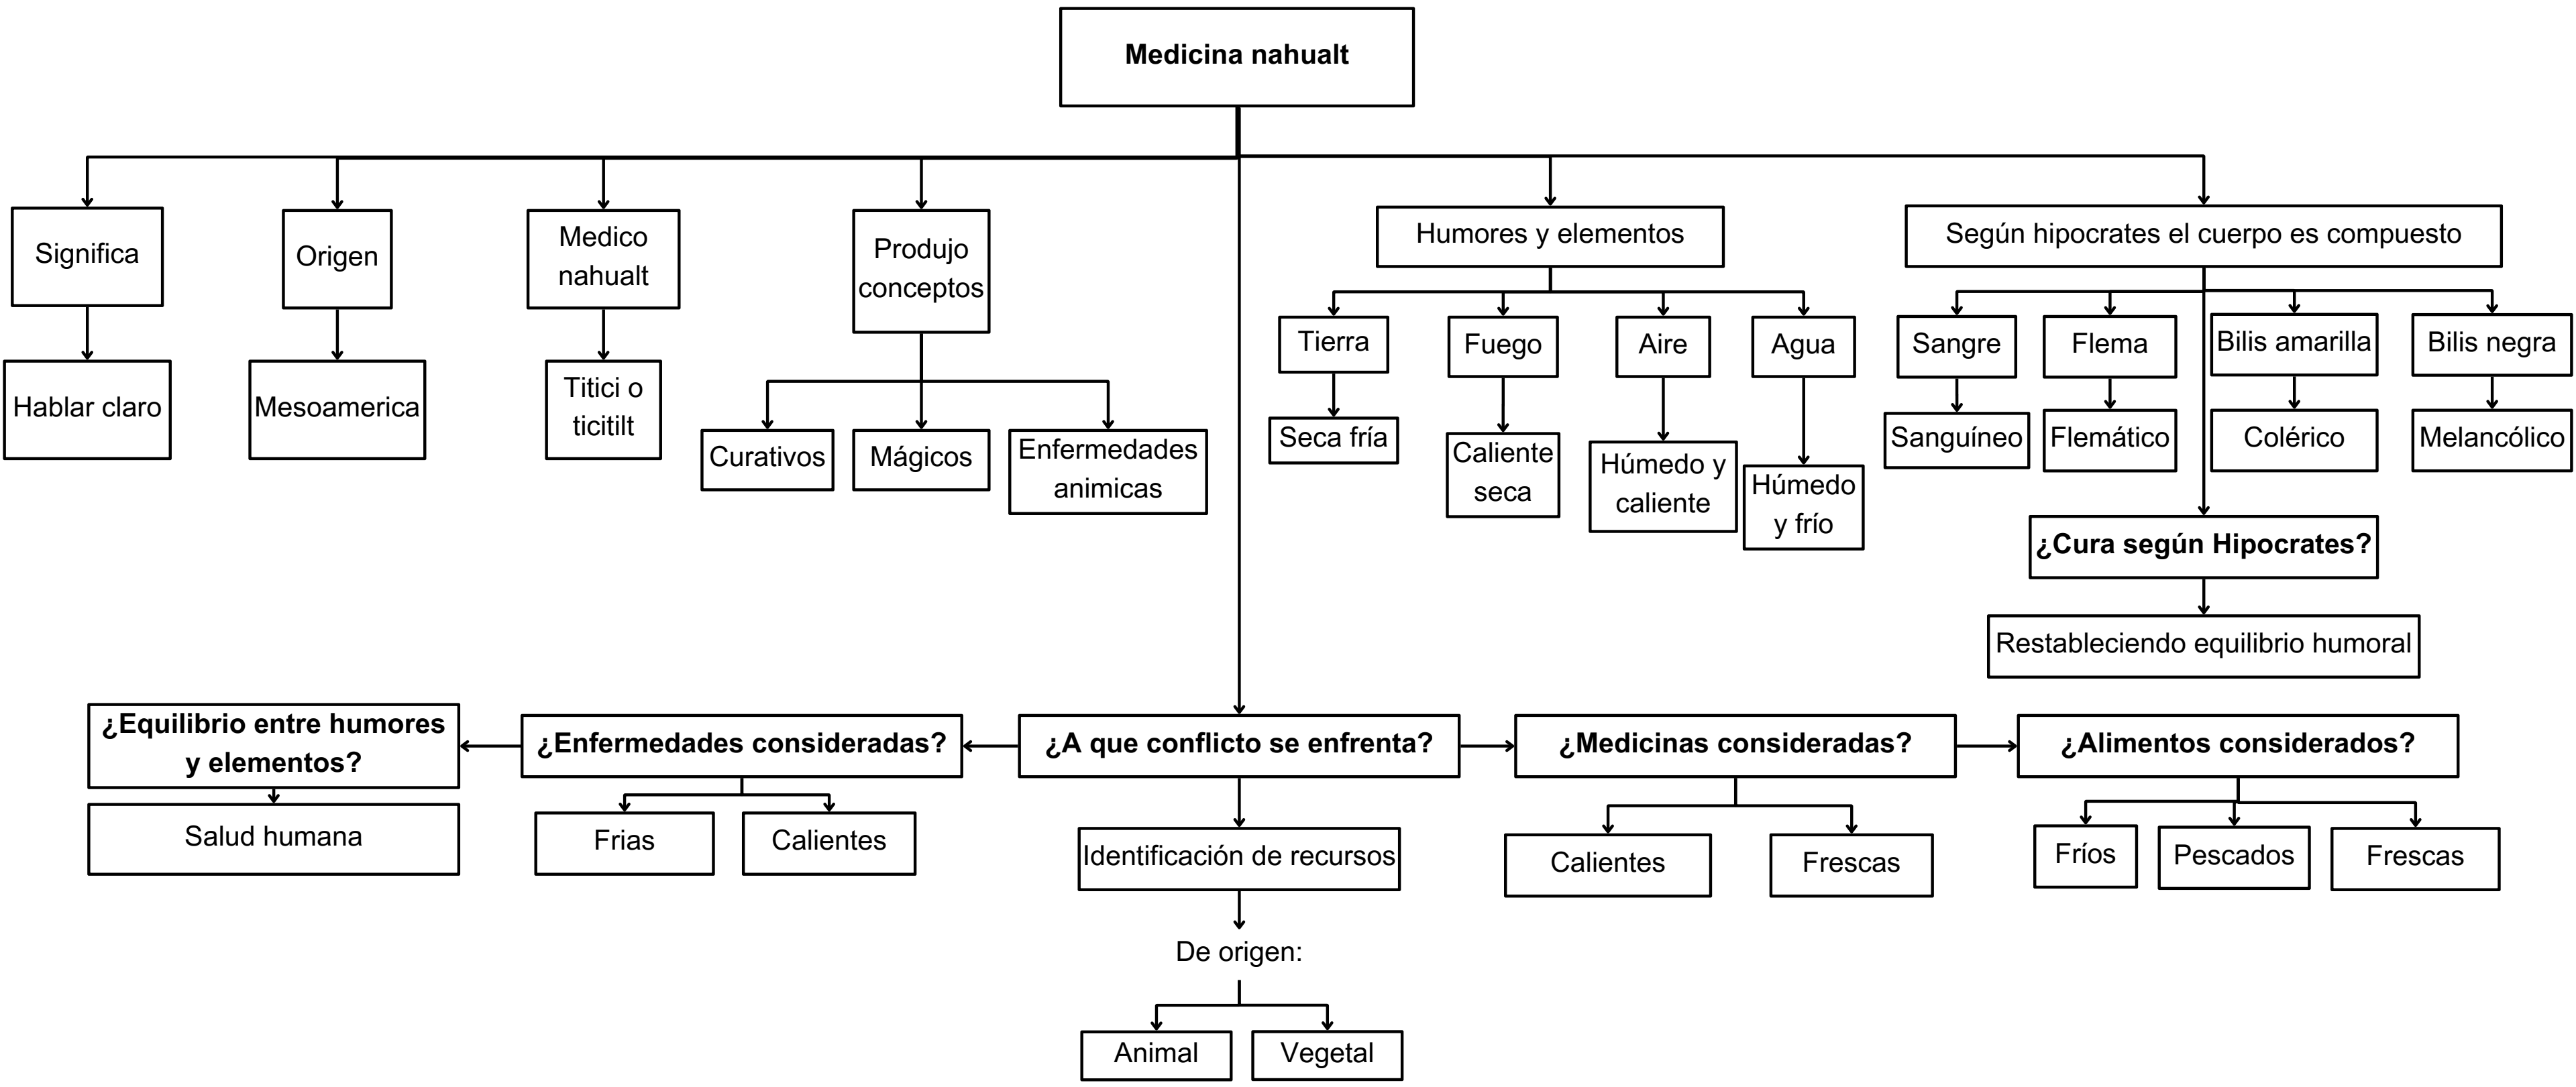 Medicina nahualt
Significa
Origen
Medico
nahualt
Produjo
conceptos
Humores y elementos
Según hipocrates el cuerpo es compuesto
Hablar claro
Mesoamerica
Titici o
ticitilt
Curativos
Mágicos
Enfermedades
animicas
Tierra
Fuego
Aire
Agua
Seca fría
Caliente
seca
Húmedo y
caliente
Húmedo
y frío
Sangre
Flema
Bilis amarilla
Bilis negra
Sanguíneo
Flemático
Colérico
Melancólico
¿Cura según Hipocrates?
Restableciendo equilibrio humoral
¿Equilibrio entre humores
y elementos?
¿Enfermedades consideradas?
¿A que conflicto se enfrenta?
¿Medicinas consideradas?
¿Alimentos considerados?
Salud humana
Frias
Calientes
Identificación de recursos
Calientes
Frescas
Fríos
Pescados
Frescas
De origen:
Animal
Vegetal